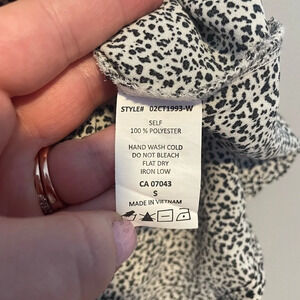 STYLE# 02CT1993-W
SELF
100 % POLYESTER
HAND WASH COLD
DO NOT BLEACH
FLAT DRY
IRON LOW
CA 07043
S
MADE IN VIETNAM